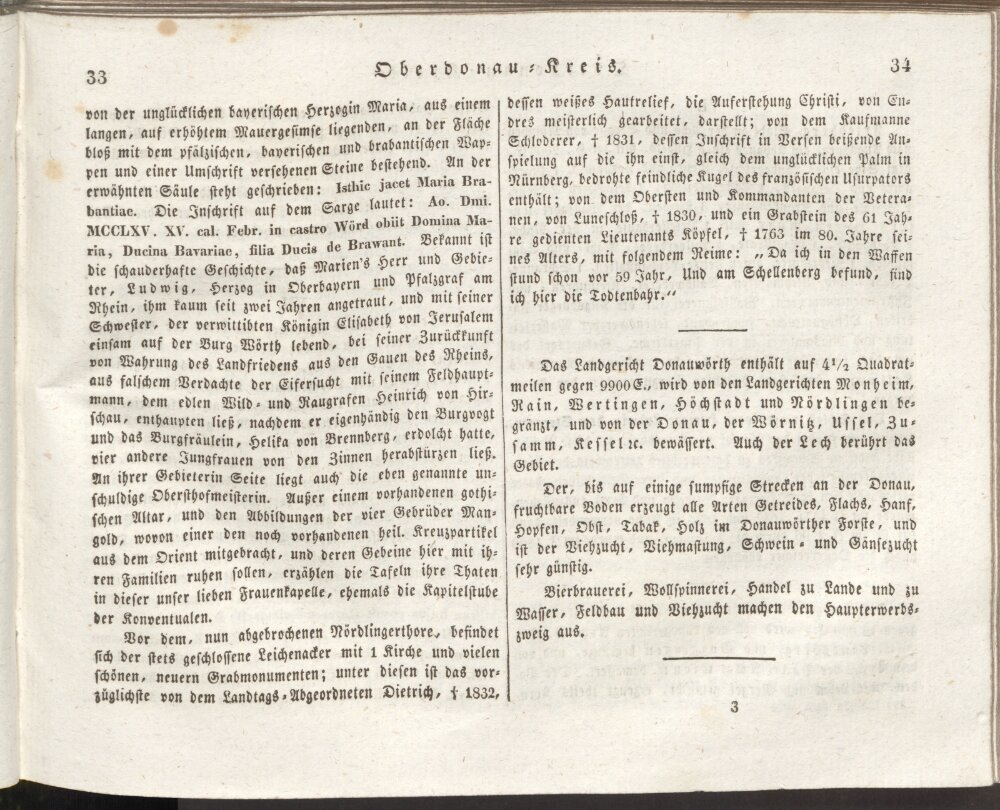 33
Oberdonau-Kreis.
34
von der unglücklichen bayerischen Herzogin Maria, aus einem
langen, auf erhöhtem Mauergesimse liegenden, an der Fläche
bloß mit dem pfälzischen, bayerischen und brabantischen Wap-
pen und einer Umschrift versehenen Steine bestehend. An der
erwähnten Säule steht geschrieben: Isthic jacet Maria Bra-
bantiae. Die Inschrift auf dem Sarge lautet: Ao. Dmi.
MCCLXV. XV. cal. Febr. in castro Wörd obiit Domina Ma-
ria, Ducina Bavariae, filia Ducis de Brawant. Bekannt ist
die schauderhafte Geschichte, daß Marien's Herr und Gebie-
ter, Ludwig, Herzog in Oberbayern und Pfalzgraf am
Rhein, ihm kaum seit zwei Jahren angetraut, und mit seiner
Schwester, der verwittibten Königin Elisabeth von Jerusalem
einsam auf der Burg Wörth lebend, bei seiner Zurückkunft
von Wahrung des Landfriedens aus den Gauen des Rheins,
aus falschem Verdachte der Eifersucht mit seinem Feldhaupt-
mann, dem edlen Wild- und Raugrafen Heinrich von Hir-
schau, enthaupten ließ, nachdem er eigenhändig den Burgvogt
und das Burgfräulein, Helika von Brennberg, erdolcht hatte,
vier andere Jungfrauen von den Zinnen herabstürzen ließ.
An ihrer Gebieterin Seite liegt auch die eben genannte un-
schuldige Obersthofmeisterin. Außer einem vorhandenen gothi-
schen Altar, und den Abbildungen der vier Gebrüder Man-
gold, wovon einer den noch vorhandenen heil. Kreuzpartikel
aus dem Orient mitgebracht, und deren Gebeine hier mit ih-
ren Familien ruhen sollen, erzählen die Tafeln ihre Thaten
in dieser unser lieben Frauenkapelle, ehemals die Kapitelstube
der Konventualen.
Vor dem, nun abgebrochenen Nördlingerthore, befindet
sich der stets geschlossene Leichenacker mit 1 Kirche und vielen
schönen, neuern Grabmonumenten; unter diesen ist das vor-
züglichste von dem Landtags-Abgeordneten Dietrich, † 1832,
dessen weißes Hautrelief, die Auferstehung Christi, von En-
dres meisterlich gearbeitet, darstellt; von dem Kaufmanne
Schloderer, † 1831, dessen Inschrift in Versen beißende An-
spielung auf die ihn einst, gleich dem unglücklichen Palm in
Nürnberg, bedrohte feindliche Kugel des französischen Usurpators
enthält; von dem Obersten und Kommandanten der Vetera-
nen, von Luneschloß, † 1830, und ein Grabstein des 61 Jah-
re gedienten Lieutenants Köpfel, † 1763 im 80. Jahre sei-
nes Alters, mit folgendem Reime: „Da ich in den Waffen
stund schon vor 59 Jahr, Und am Schellenberg befund, find
ich hier die Todtenbahr.“
Das Landgericht Donauwörth enthält auf 4 1/2 Quadrat-
meilen gegen 9900 E., wird von den Landgerichten Monheim,
Rain, Wertingen, Höchstadt und Nördlingen be-
gränzt, und von der Donau, der Wörnitz, Ussel, Zu-
samm, Kessel ꝛc. bewässert. Auch der Lech berührt das
Gebiet.
Der, bis auf einige sumpfige Strecken an der Donau,
fruchtbare Boden erzeugt alle Arten Getreides, Flachs, Hanf,
Hopfen, Obst, Tabak, Holz im Donauwörther Forste, und
ist der Viehzucht, Viehmastung, Schwein- und Gänsezucht
sehr günstig.
Bierbrauerei, Wollspinnerei, Handel zu Lande und zu
Wasser, Feldbau und Viehzucht machen den Haupterwerbs-
zweig aus.
3